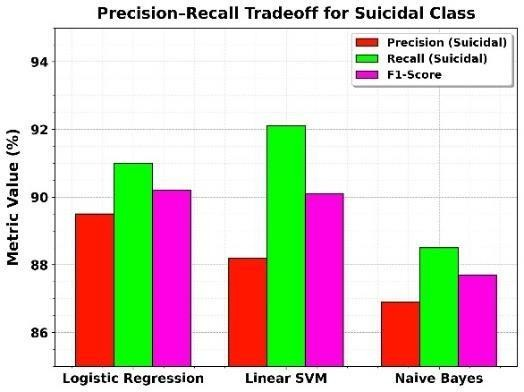 Precision–Recall Tradeoff for Suicidal Class
Precision (Suicidal)
Recall (Suicidal)
F1-Score
Metric Value (%)
94
92
90
88
86
Logistic Regression
Linear SVM
Naive Bayes